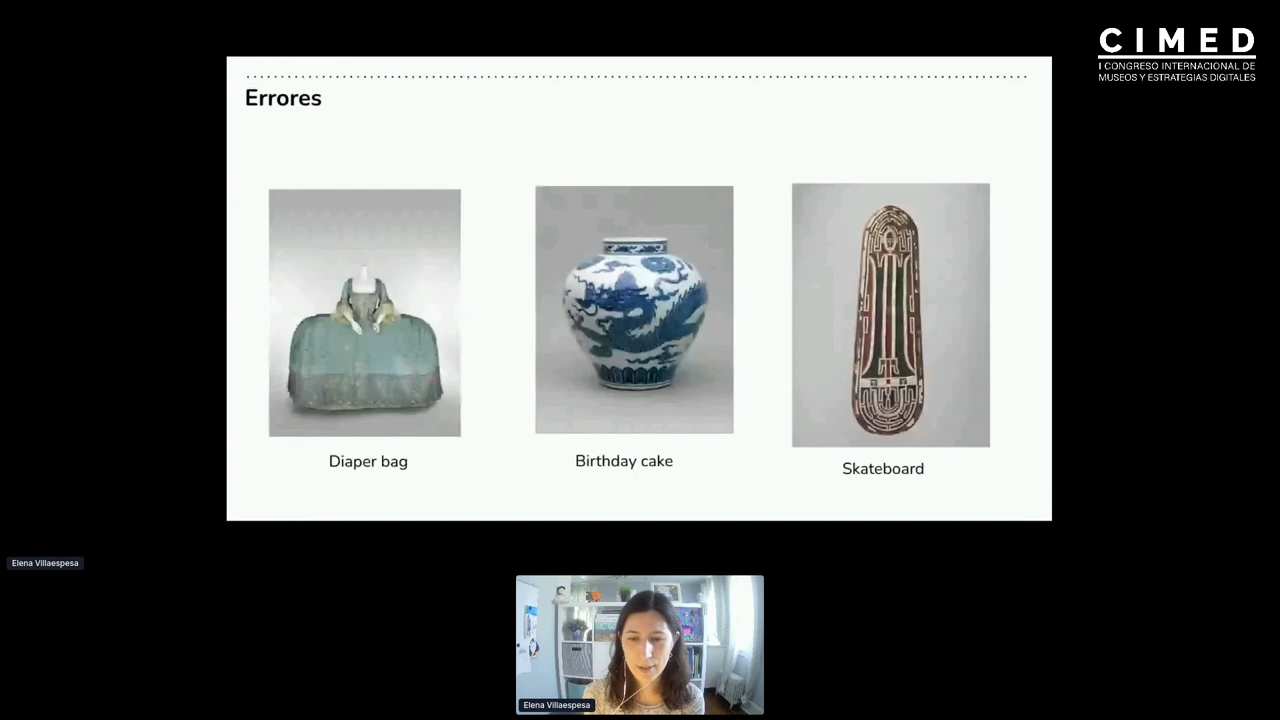 CIMED
I CONGRESO INTERNACIONAL DE
MUSEOS Y ESTRATEGIAS DIGITALES
Errores
Diaper bag
Birthday cake
Skateboard
Elena Villaespesa
Elena Villaespesa